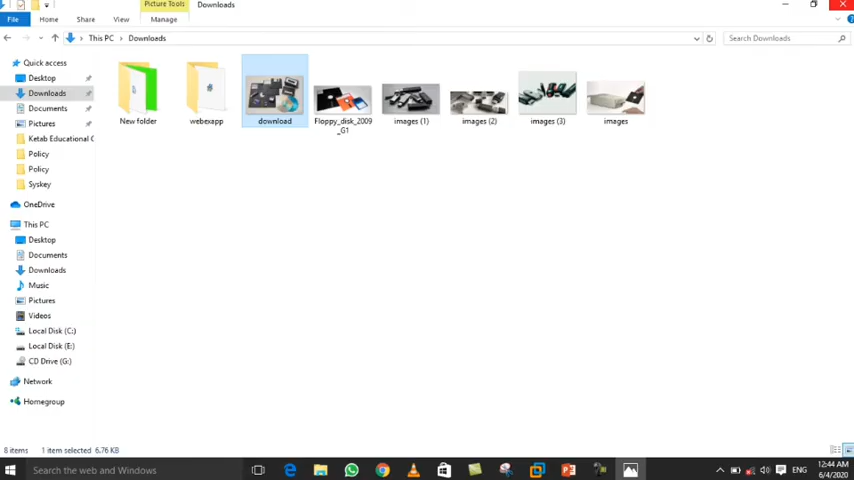 Picture Tools
Downloads
File
Home
Share
View
Manage
This PC > Downloads
Search Downloads
Quick access
Desktop
Downloads
Documents
Pictures
Ketab Educational C
Policy
Policy
Syskey
OneDrive
This PC
Desktop
Documents
Downloads
Music
Pictures
Videos
Local Disk (C:)
Local Disk (E:)
CD Drive (G:)
Network
Homegroup
New folder
webexapp
download
Floppy_disk_2009
_G1
images (1)
images (2)
images (3)
images
8 items
1 item selected 6.76 KB
Search the web and Windows
ENG
12:44 AM
6/4/2020